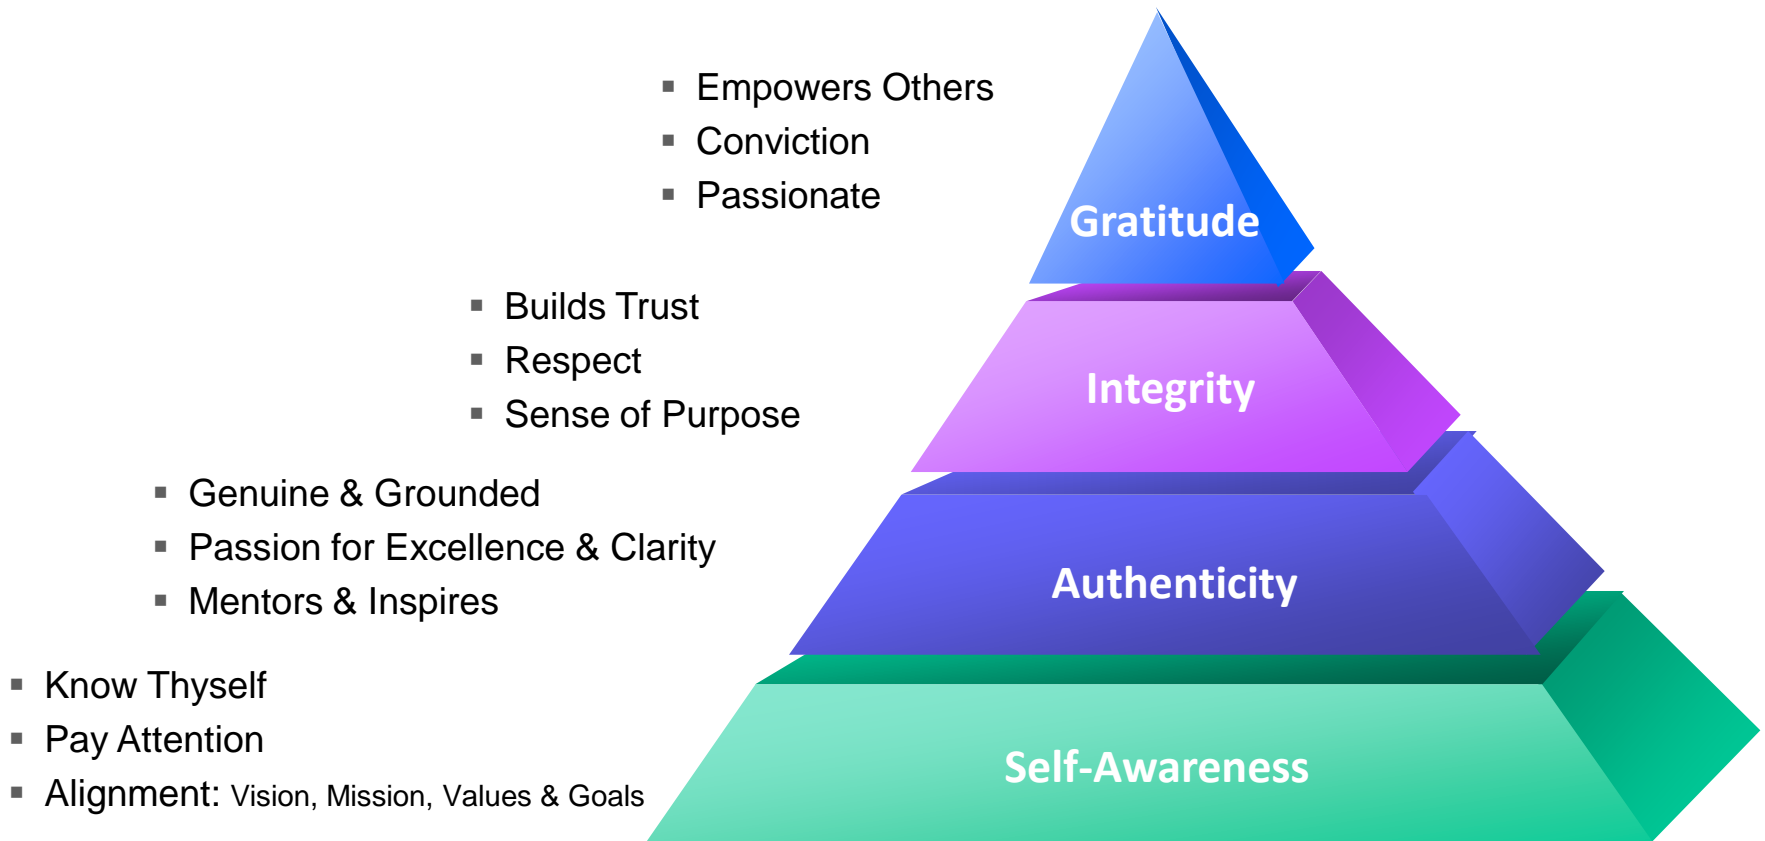 ▪ Empowers Others
▪ Conviction
▪ Passionate
Gratitude
▪ Builds Trust
▪ Respect
▪ Sense of Purpose
Integrity
▪ Genuine & Grounded
▪ Passion for Excellence & Clarity
▪ Mentors & Inspires
Authenticity
▪ Know Thyself
▪ Pay Attention
▪ Alignment: Vision, Mission, Values & Goals
Self-Awareness